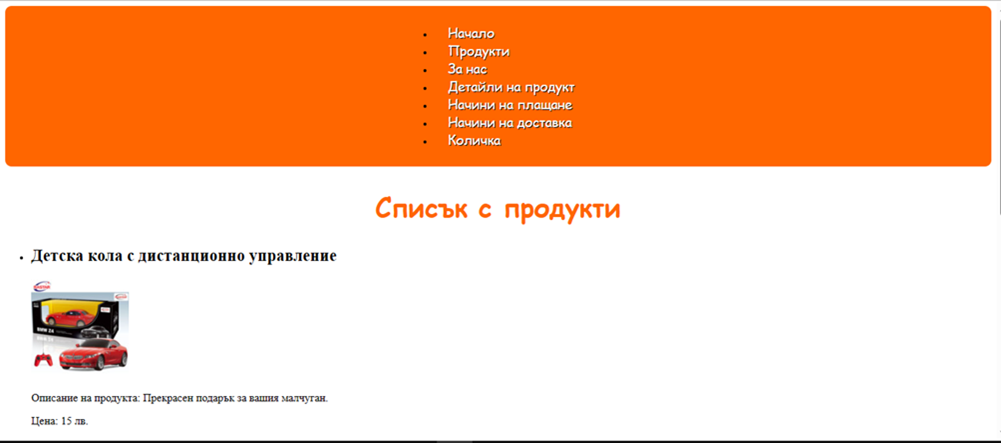 Начало
Продукти
За нас
Детайли на продукт
Начини на плащане
Начини на доставка
Количка
Списък с продукти
Детска кола с дистанционно управление
Описание на продукта: Прекрасен подарък за вашия малчуган.
Цена: 15 лв.